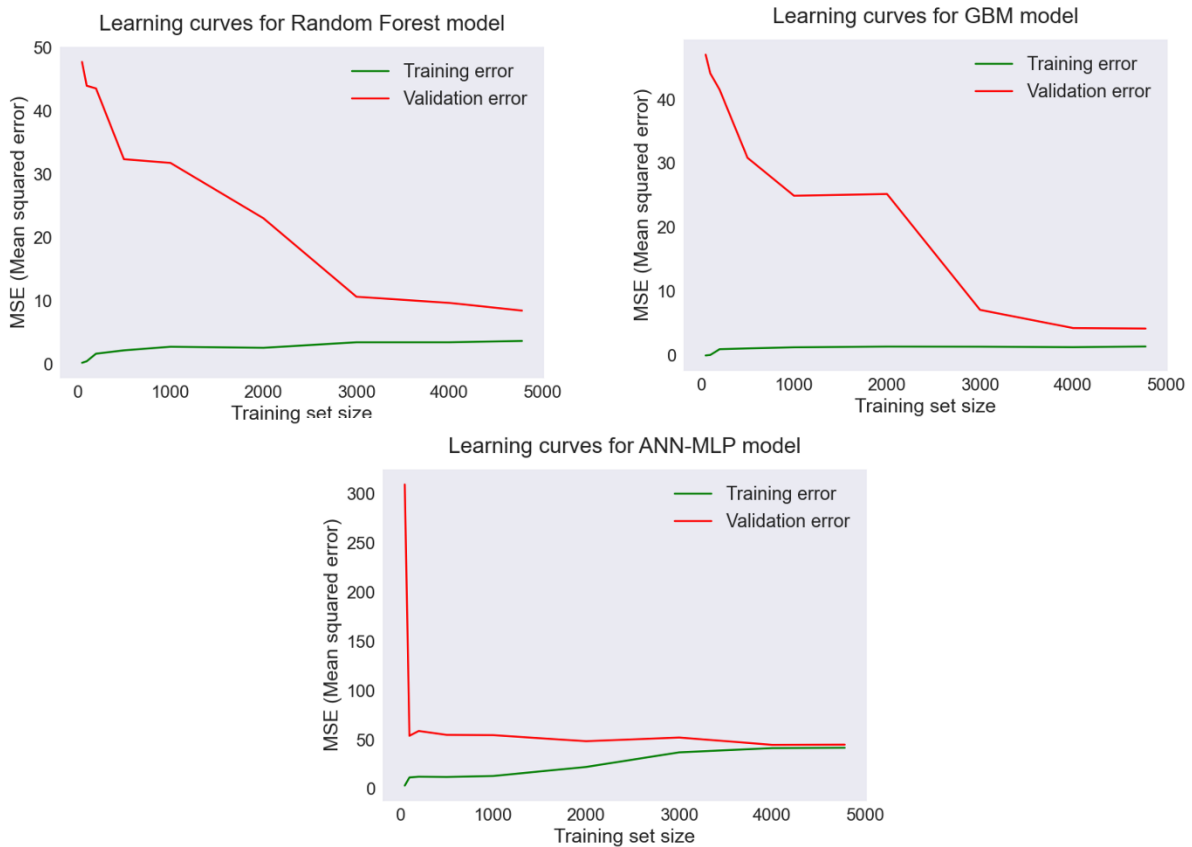 Learning curves for Random Forest model
Training error
Validation error
MSE (Mean squared error)
50
40
30
20
10
0
0 1000 2000 3000 4000 5000
Training set size
Learning curves for GBM model
Training error
Validation error
MSE (Mean squared error)
40
30
20
10
0
0 1000 2000 3000 4000 5000
Training set size
Learning curves for ANN-MLP model
Training error
Validation error
MSE (Mean squared error)
300
250
200
150
100
50
0
0 1000 2000 3000 4000 5000
Training set size